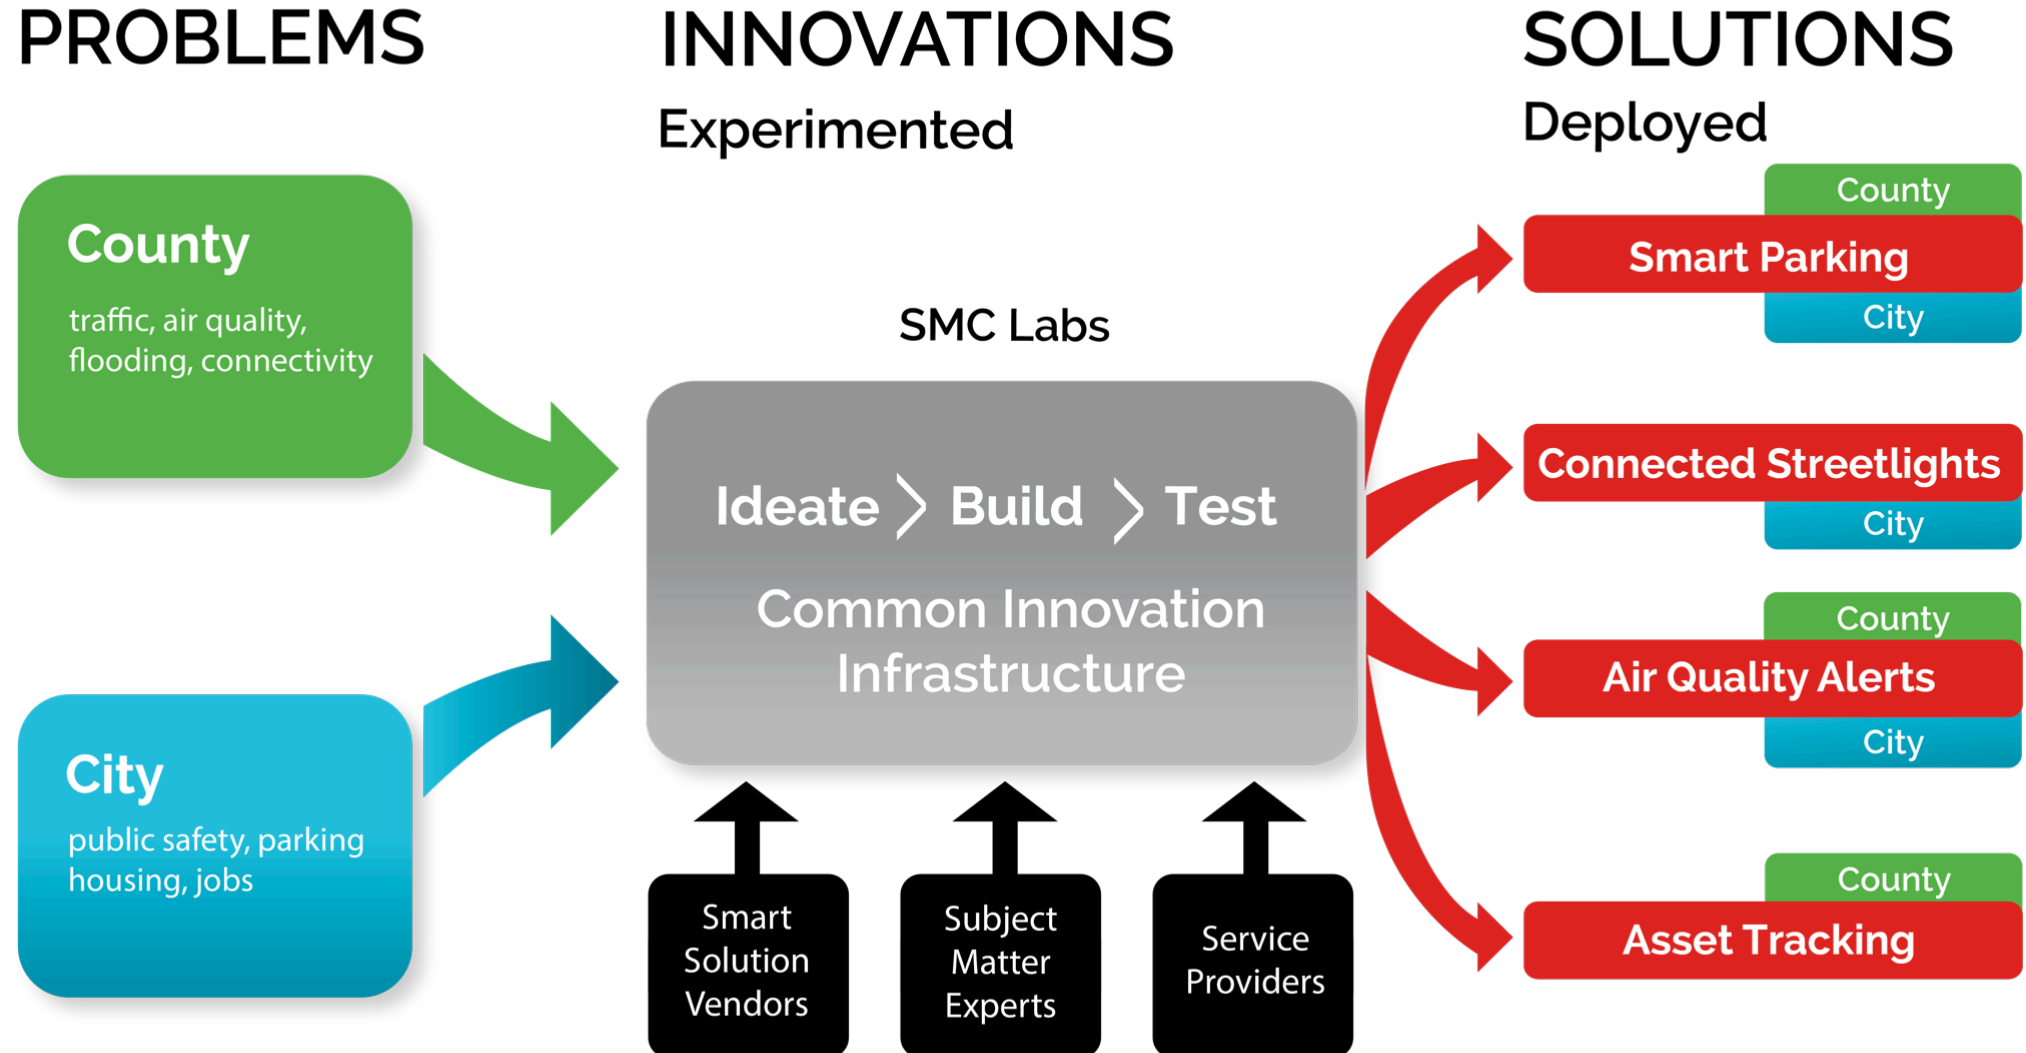 PROBLEMS
INNOVATIONS
Experimented
SOLUTIONS
Deployed
County
traffic, air quality,
flooding, connectivity
City
public safety, parking
housing, jobs
SMC Labs
Ideate > Build > Test
Common Innovation
Infrastructure
Smart
Solution
Vendors
Subject
Matter
Experts
Service
Providers
County
Smart Parking
City
Connected Streetlights
City
County
Air Quality Alerts
City
County
Asset Tracking